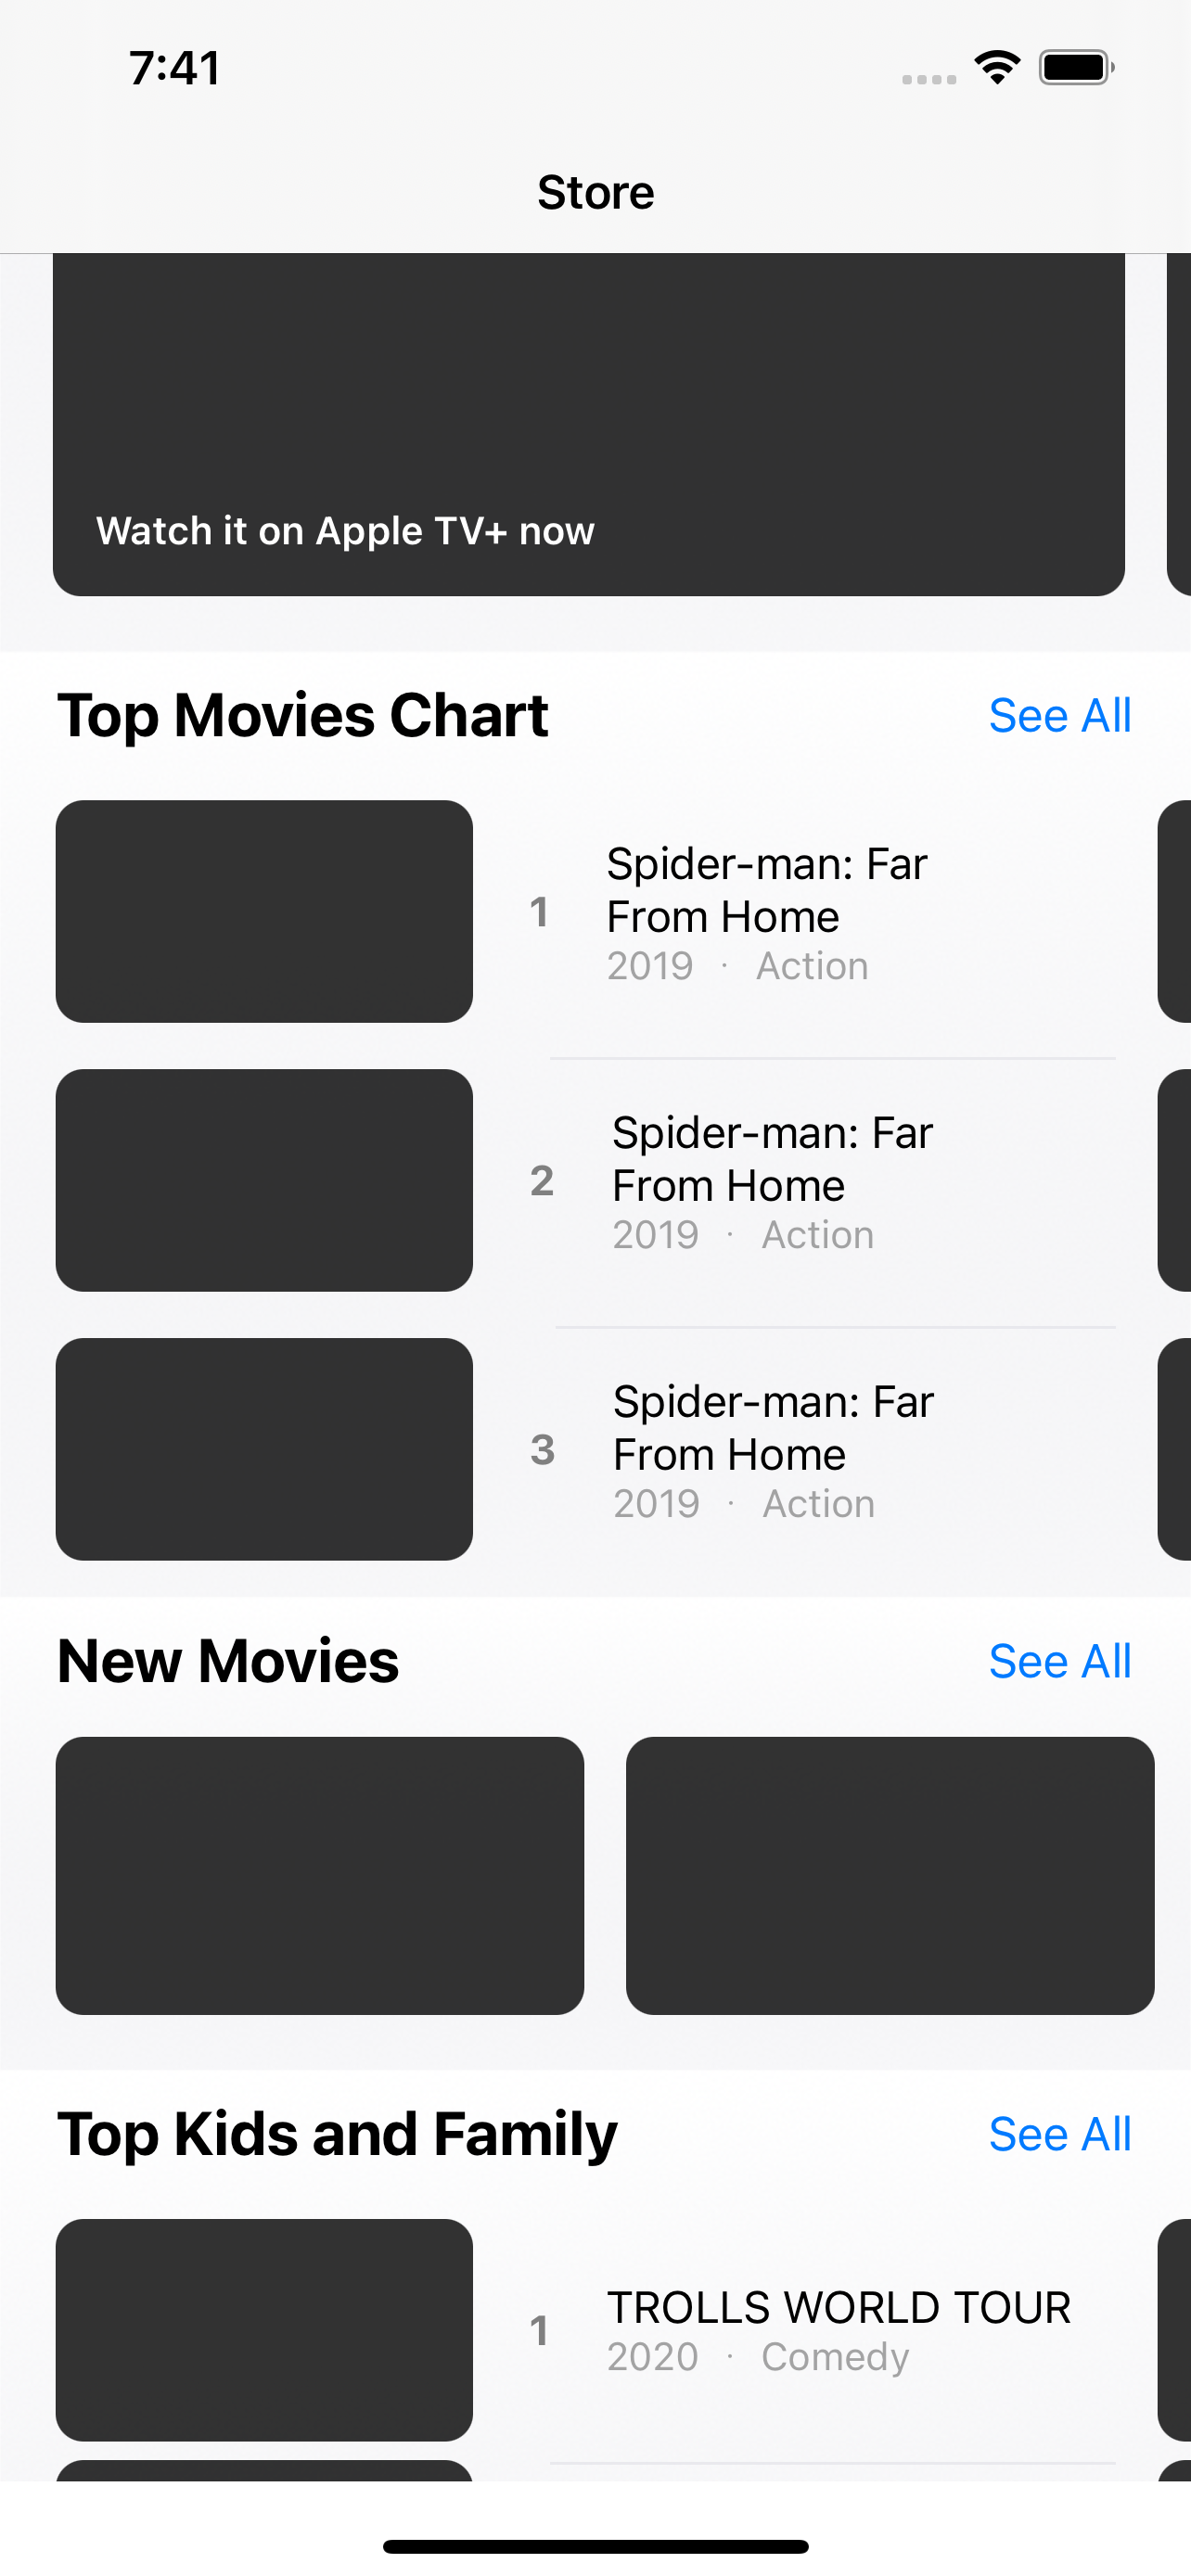 7:41
Store
Watch it on Apple TV+ now
Top Movies Chart
See All
1
Spider-man: Far
From Home
2019 · Action
2
Spider-man: Far
From Home
2019 · Action
3
Spider-man: Far
From Home
2019 · Action
New Movies
See All
Top Kids and Family
See All
1
TROLLS WORLD TOUR
2020 · Comedy